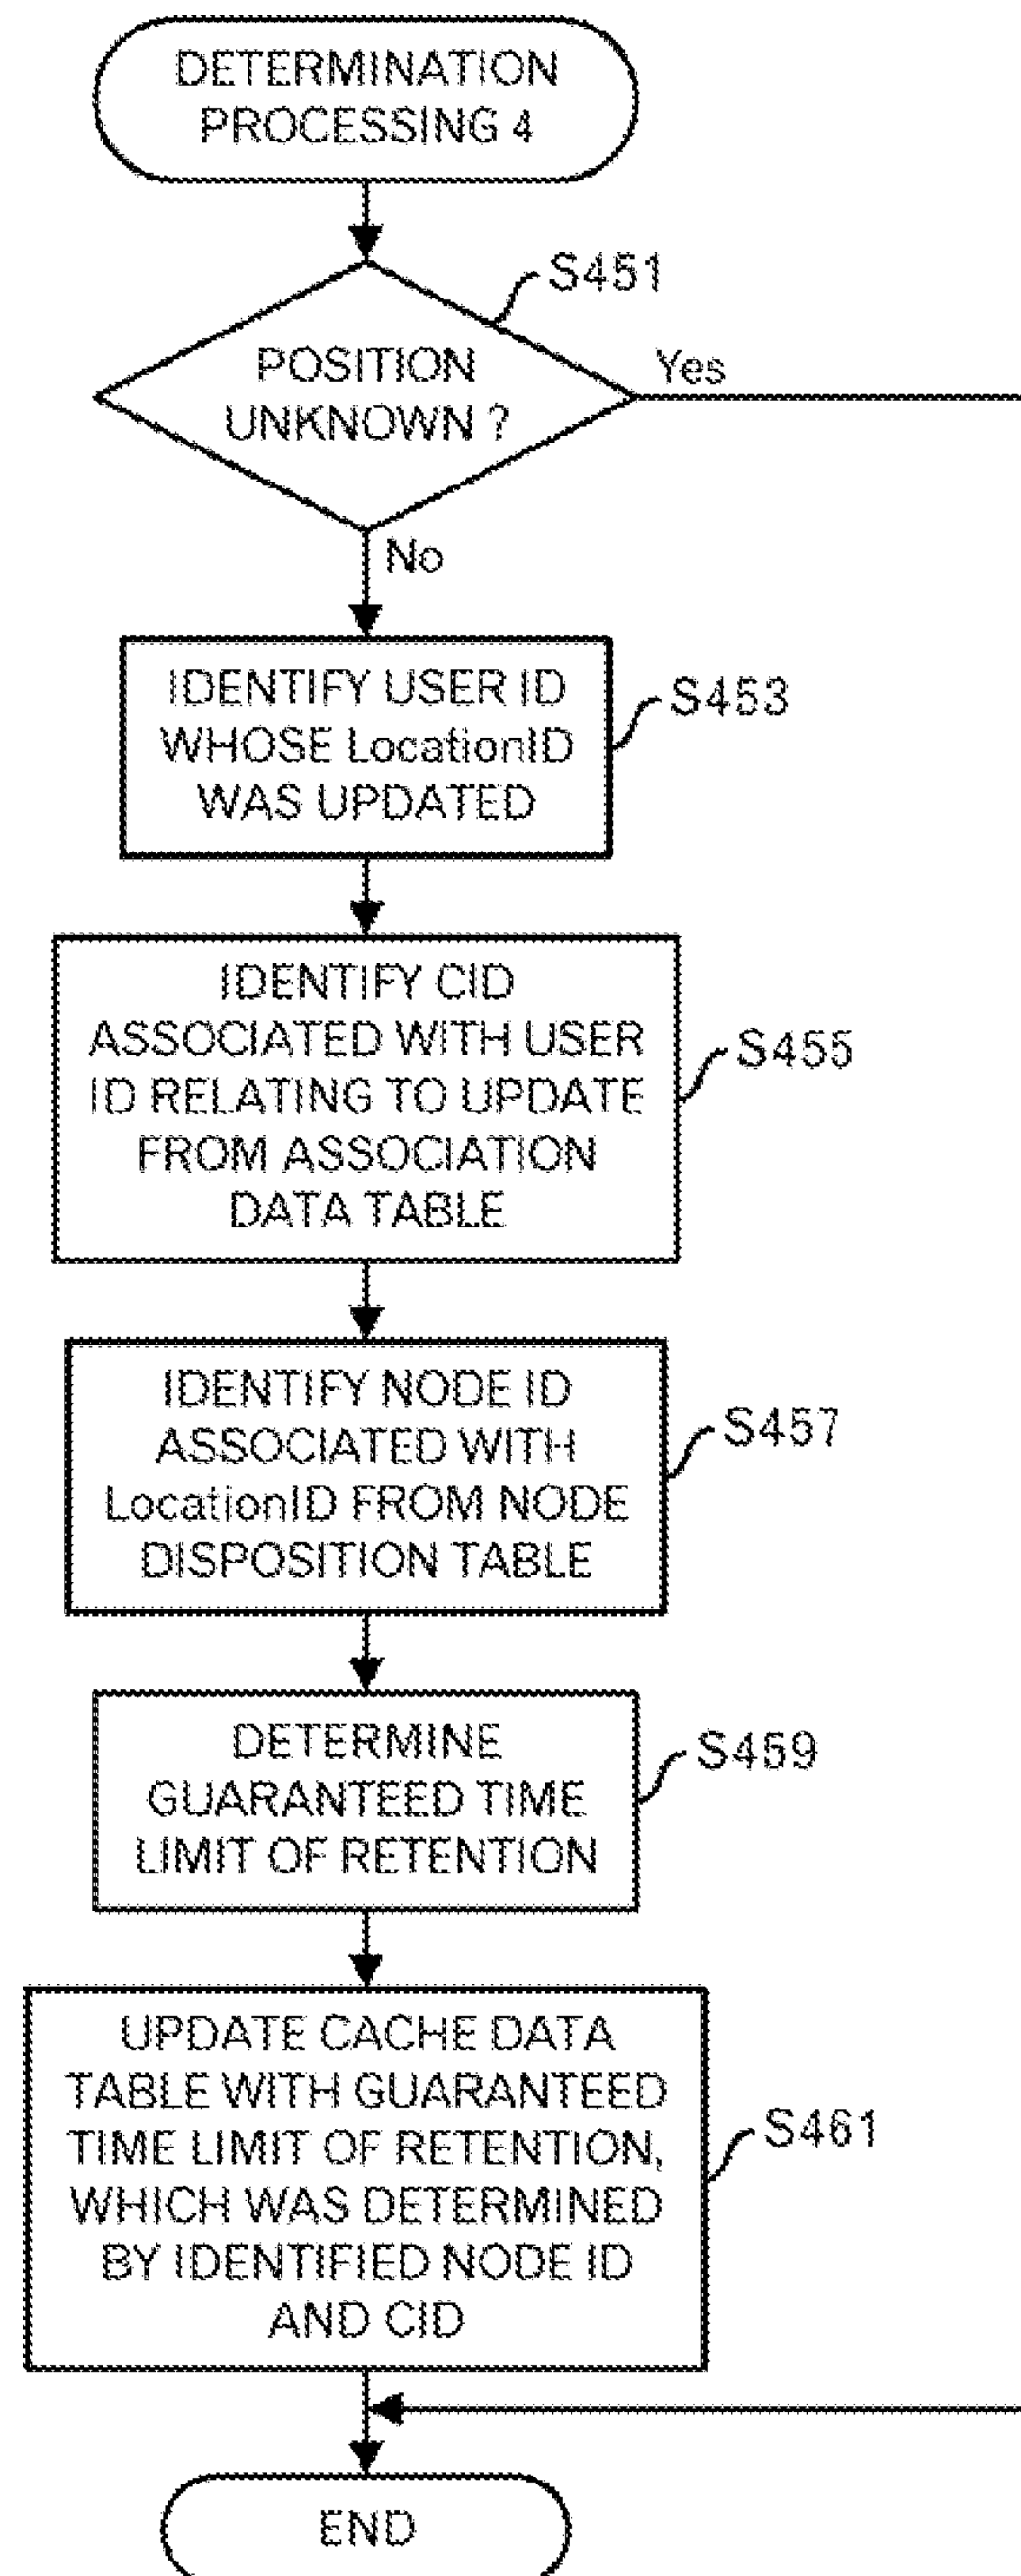 DETERMINATION
PROCESSING 4
S451
POSITION
UNKNOWN ?
Yes
No
IDENTIFY USER ID
WHOSE LocationID
WAS UPDATED
S453
IDENTIFY CID
ASSOCIATED WITH USER
ID RELATING TO UPDATE
FROM ASSOCIATION
DATA TABLE
S455
IDENTIFY NODE ID
ASSOCIATED WITH
LocationID FROM NODE
DISPOSITION TABLE
S457
DETERMINE
GUARANTEED TIME
LIMIT OF RETENTION
S459
UPDATE CACHE DATA
TABLE WITH GUARANTEED
TIME LIMIT OF RETENTION,
WHICH WAS DETERMINED
BY IDENTIFIED NODE ID
AND CID
S461
END